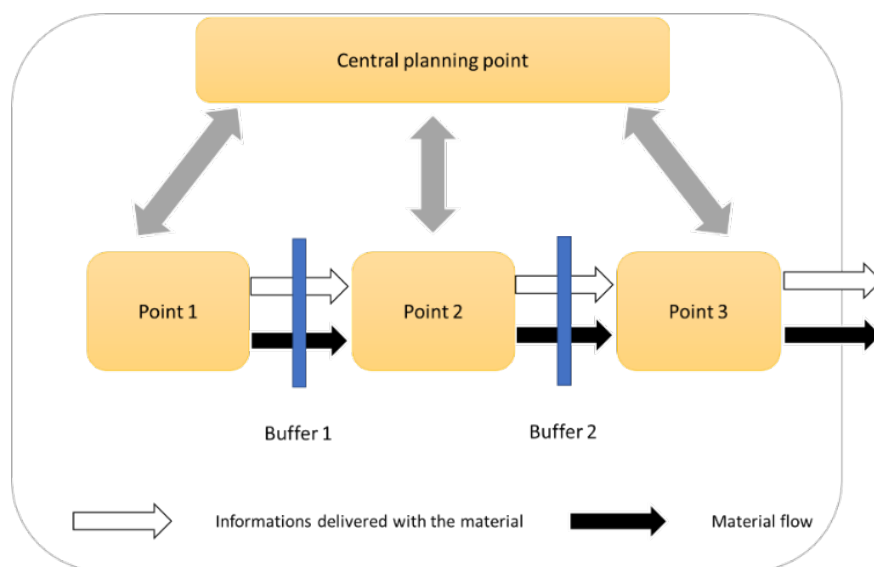 Central planning point
Point 1
Point 2
Point 3
Buffer 1
Buffer 2
Informations delivered with the material
Material flow